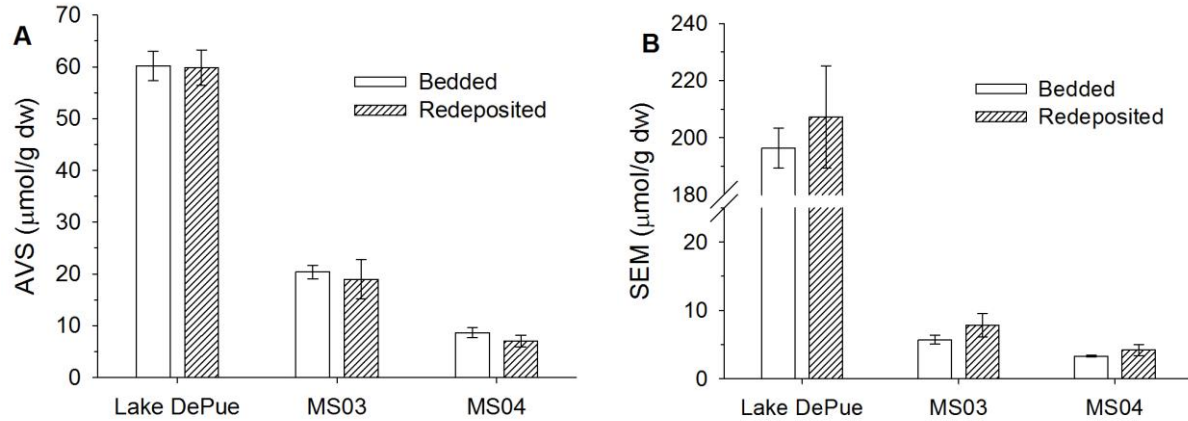 A
AVS (μmol/g dw)
70
60
50
40
30
20
10
0
Bedded
Redeposited
Lake DePue MS03 MS04
B
SEM (μmol/g dw)
240
220
200
180
20
10
0
Bedded
Redeposited
Lake DePue MS03 MS04